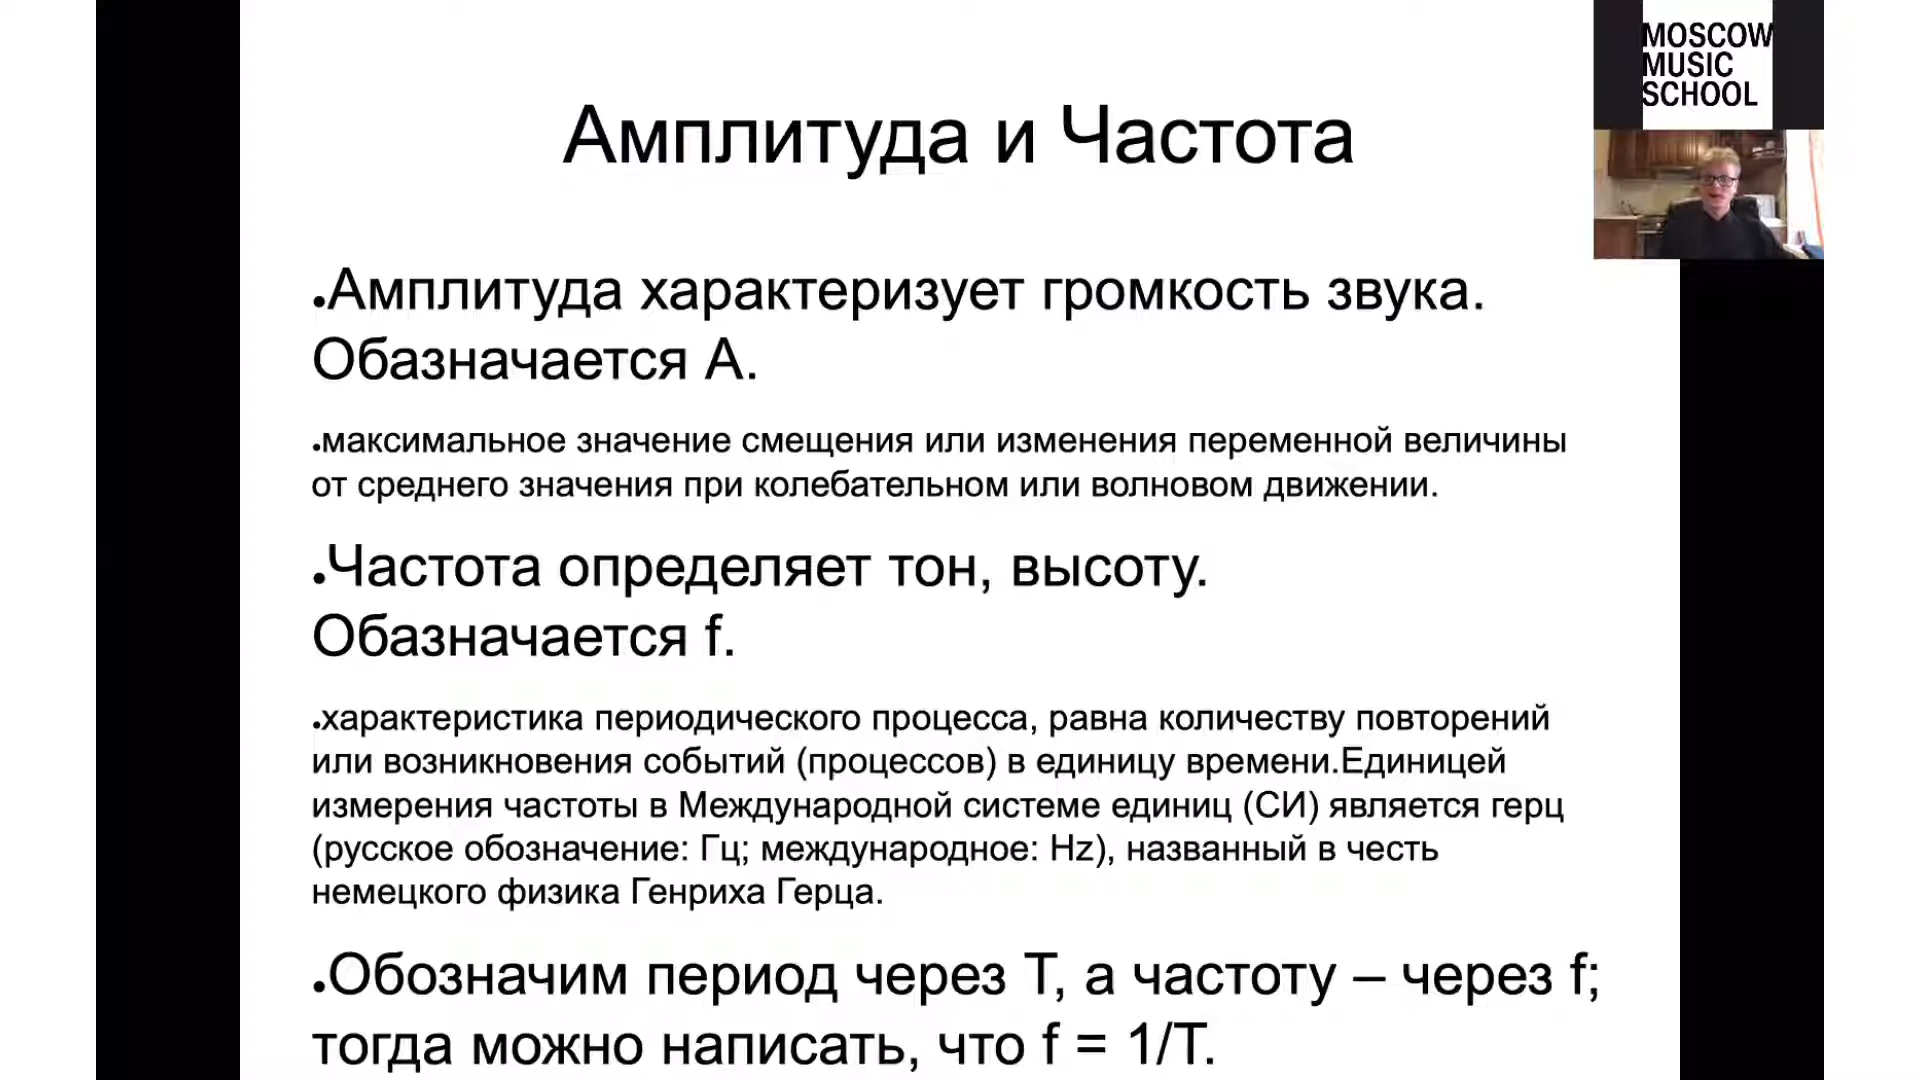 MOSCOW
MUSIC
SCHOOL
Амплитуда и Частота
•Амплитуда характеризует громкость звука.
Обазначается А.
•максимальное значение смещения или изменения переменной величины
от среднего значения при колебательном или волновом движении.
•Частота определяет тон, высоту.
Обазначается f.
•характеристика периодического процесса, равна количеству повторений
или возникновения событий (процессов) в единицу времени.Единицей
измерения частоты в Международной системе единиц (СИ) является герц
(русское обозначение: Гц; международное: Hz), названный в честь
немецкого физика Генриха Герца.
•Обозначим период через T, а частоту – через f;
тогда можно написать, что f = 1/T.